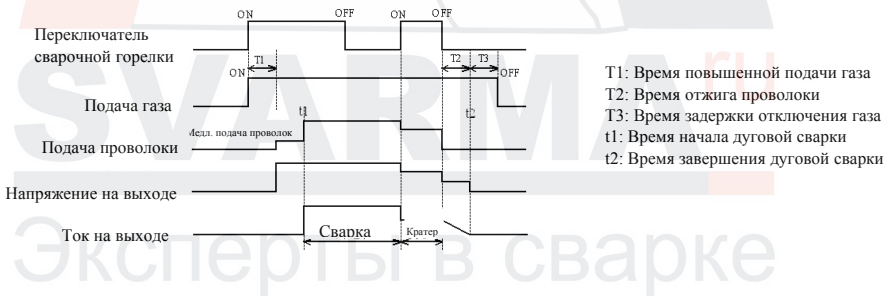 ON OFF ON OFF
Переключатель
сварочной горелки
T1 T2 T3
ON OFF
T1: Время повышенной подачи газа
T2: Время отжига проволоки
T3: Время задержки отключения газа
t1: Время начала дуговой сварки
t2: Время завершения дуговой сварки
Подача газа
t1 t2
Медл. подача проволок
Подача проволоки
Напряжение на выходе
Ток на выходе
Сварка Кратер
SVARMA.ru
Эксперты в сварке